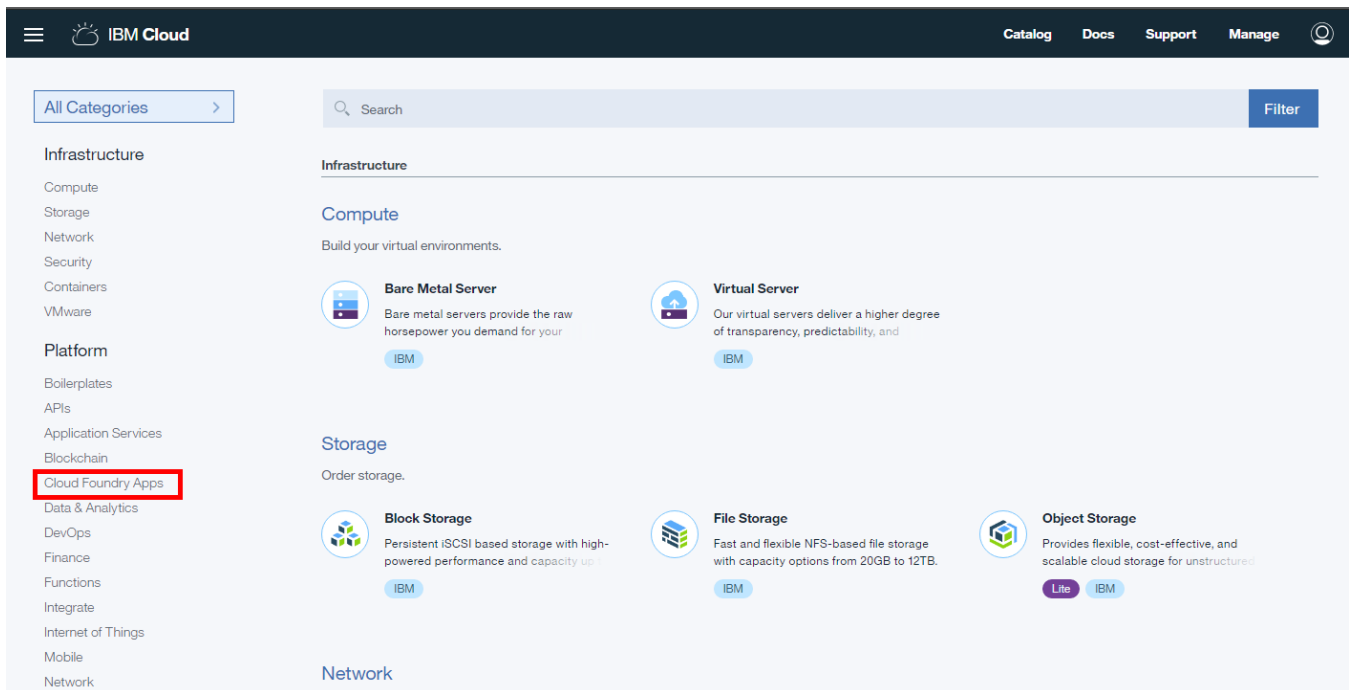 IBM Cloud
Catalog Docs Support Manage
All Categories
Infrastructure
Compute
Storage
Network
Security
Containers
VMware
Platform
Boilerplates
APIs
Application Services
Blockchain
Cloud Foundry Apps
Data & Analytics
DevOps
Finance
Functions
Integrate
Internet of Things
Mobile
Network
Search
Filter
Infrastructure
Compute
Build your virtual environments.
Bare Metal Server
Bare metal servers provide the raw
horsepower you demand for your
IBM
Virtual Server
Our virtual servers deliver a higher degree
of transparency, predictability, and
IBM
Storage
Order storage.
Block Storage
Persistent iSCSI based storage with high-
powered performance and capacity up
IBM
File Storage
Fast and flexible NFS-based file storage
with capacity options from 20GB to 12TB.
IBM
Object Storage
Provides flexible, cost-effective, and
scalable cloud storage for unstructured
Lite IBM
Network